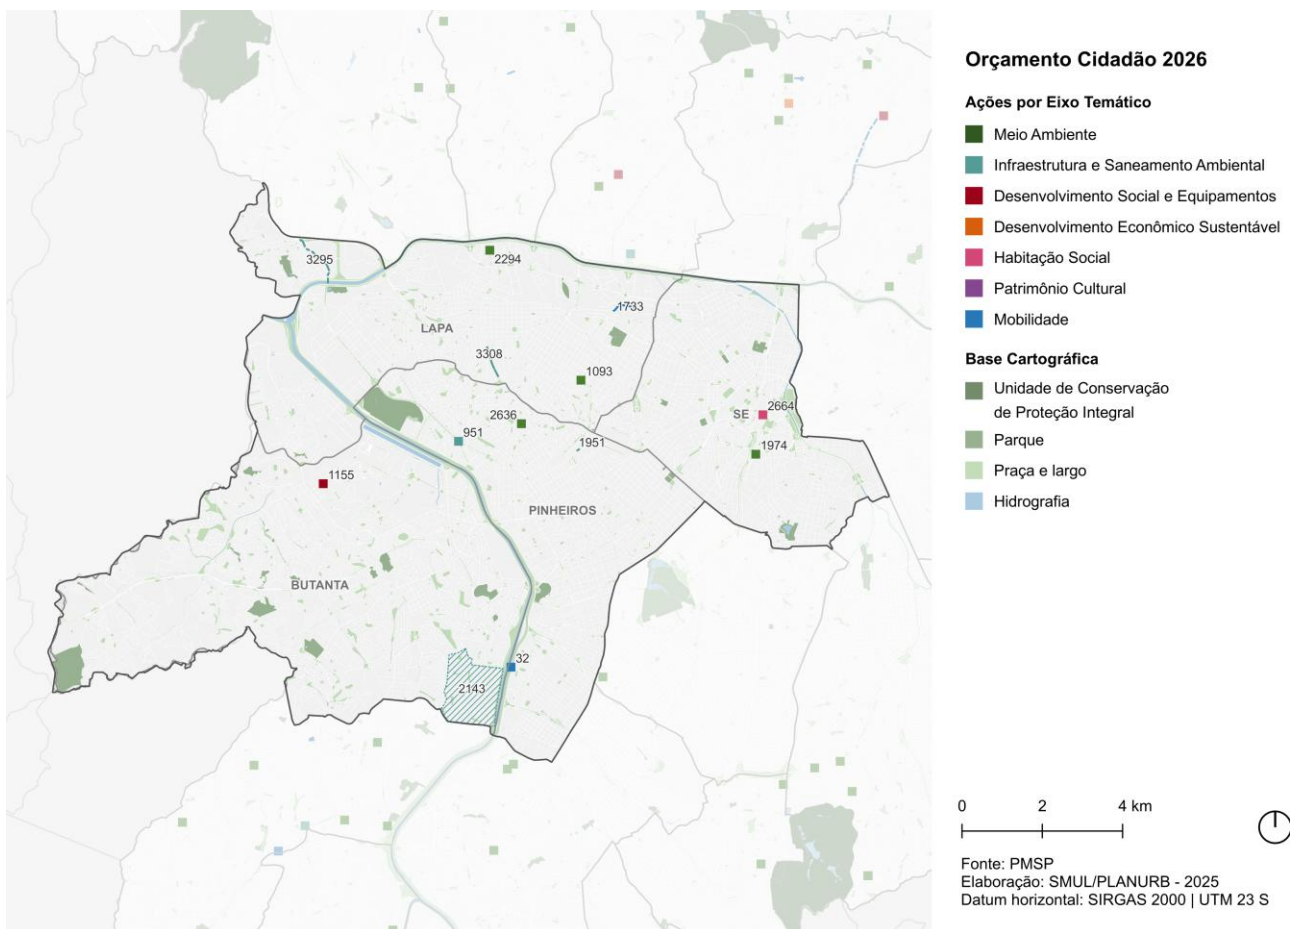 3295
2294
1733
LAPA
3308
1093
2636
SE
2664
951
1951
1974
1155
PINHEIROS
BUTANTA
32
2143
Orçamento Cidadão 2026
Ações por Eixo Temático
Meio Ambiente
Infraestrutura e Saneamento Ambiental
Desenvolvimento Social e Equipamentos
Desenvolvimento Econômico Sustentável
Habitação Social
Patrimônio Cultural
Mobilidade
Base Cartográfica
Unidade de Conservação
de Proteção Integral
Parque
Praça e largo
Hidrografia
0 2 4 km
Fonte: PMSP
Elaboração: SMUL/PLANURB - 2025
Datum horizontal: SIRGAS 2000 | UTM 23 S